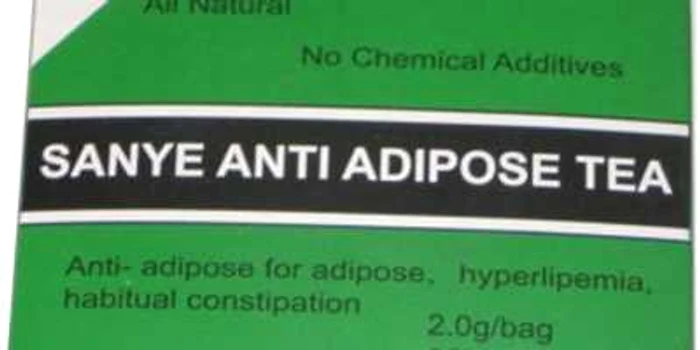 All Natural
No Chemical Additives
SANYE ANTI ADIPOSE TEA
Anti- adipose for adipose, hyperlipemia,
habitual constipation
2.0g/bag